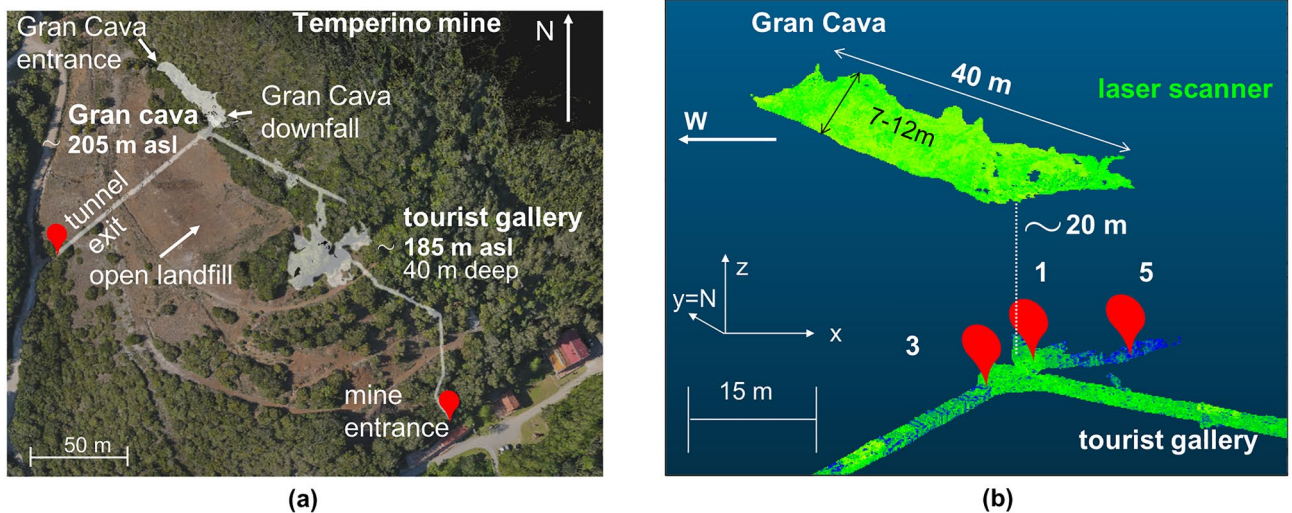 Temperino mine
N
Gran Cava
entrance
Gran Cava
downfall
Gran cava
~ 205 m asl
tunnel
exit
open landfill
tourist gallery
~ 185 m asl
40 m deep
mine
entrance
50 m
(a)
Gran Cava
40 m
laser scanner
7-12m
W
~ 20 m
z
y=N
x
1
5
3
15 m
tourist gallery
(b)